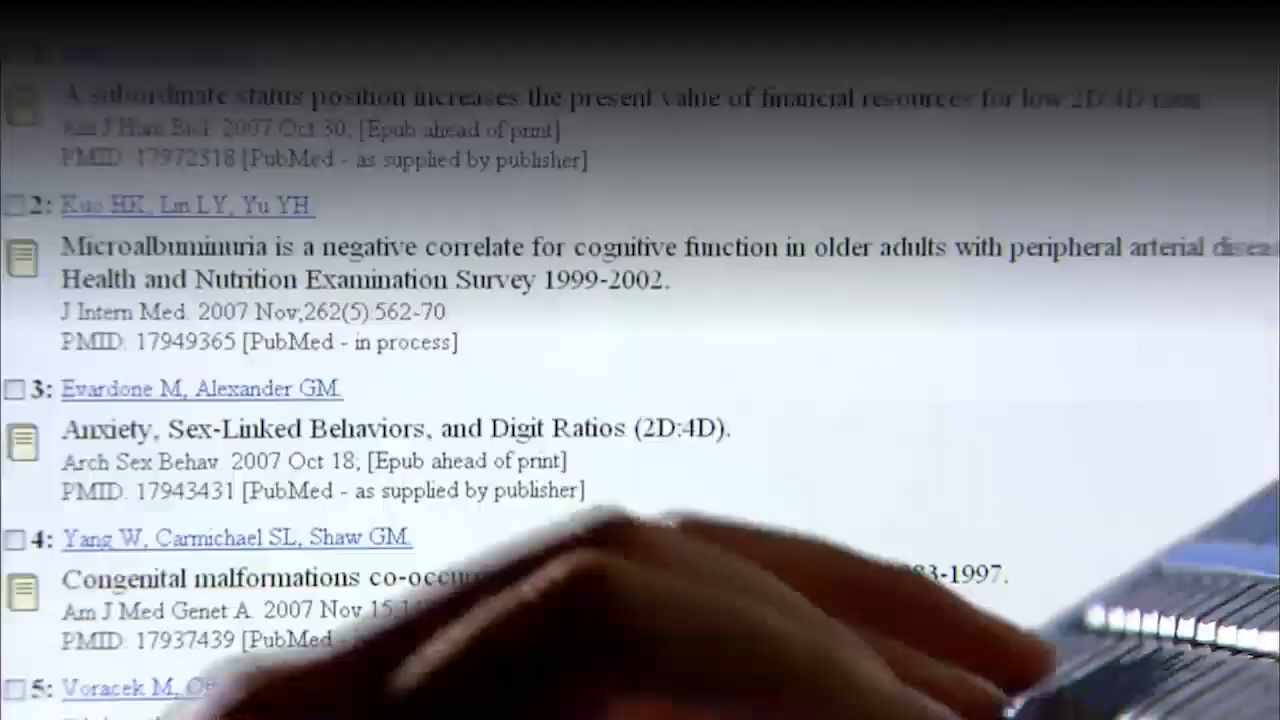 A subordinate status position increases the present value of financial resources for low 2D:4D
Am J Hum Biol. 2007 Oct 30; [Epub ahead of print]
PMID: 17972518 [PubMed - as supplied by publisher]
2: Kuo HK, Lin LY, Yu YH.
Microalbuminuria is a negative correlate for cognitive function in older adults with peripheral arterial
Health and Nutrition Examination Survey 1999-2002.
J Intern Med. 2007 Nov;262(5):562-70.
PMID: 17949365 [PubMed - in process]
3: Evardone M, Alexander GM.
Anxiety, Sex-Linked Behaviors, and Digit Ratios (2D:4D).
Arch Sex Behav. 2007 Oct 18; [Epub ahead of print]
PMID: 17943431 [PubMed - as supplied by publisher]
4: Yang W, Carmichael SL, Shaw GM.
Congenital malformations 3-1997.
Am J Med Genet A. 2007 Nov 15
PMID: 17937439 [PubMed -
5: Voracek M,